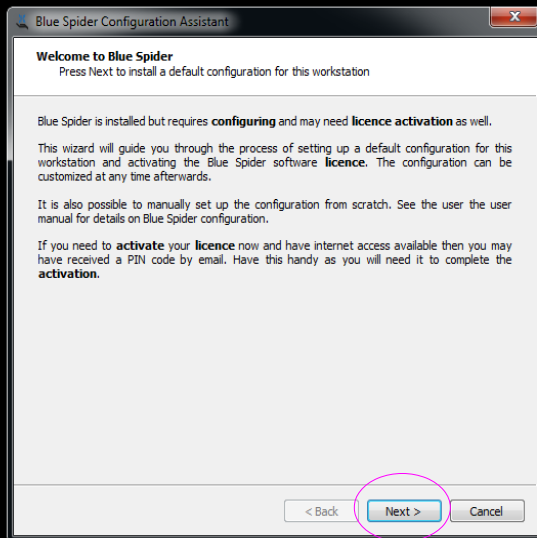 Blue Spider Configuration Assistant
Welcome to Blue Spider
Press Next to install a default configuration for this workstation
Blue Spider is installed but requires configuring and may need licence activation as well.
This wizard will guide you through the process of setting up a default configuration for this
workstation and activating the Blue Spider software licence. The configuration can be
customized at any time afterwards.
It is also possible to manually set up the configuration from scratch. See the user the user
manual for details on Blue Spider configuration.
If you need to activate your licence now and have internet access available then you may
have received a PIN code by email. Have this handy as you will need it to complete the
activation.
< Back Next > Cancel